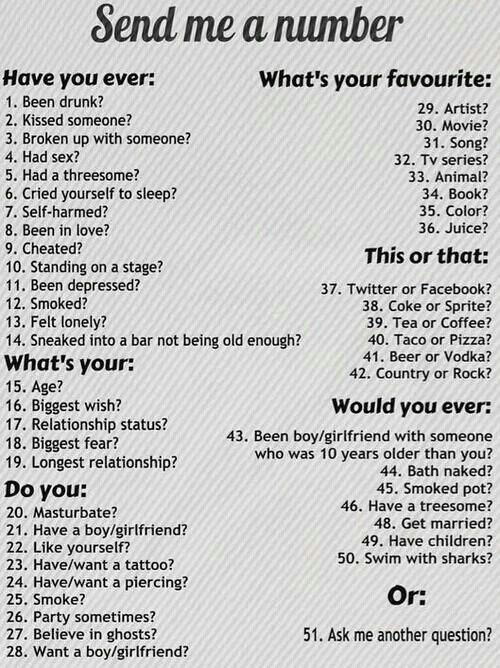 Send me a number
Have you ever:
1. Been drunk?
2. Kissed someone?
3. Broken up with someone?
4. Had sex?
5. Had a threesome?
6. Cried yourself to sleep?
7. Self-harmed?
8. Been in love?
9. Cheated?
10. Standing on a stage?
11. Been depressed?
12. Smoked?
13. Felt lonely?
14. Sneaked into a bar not being old enough?
What's your:
15. Age?
16. Biggest wish?
17. Relationship status?
18. Biggest fear?
19. Longest relationship?
Do you:
20. Masturbate?
21. Have a boy/girlfriend?
22. Like yourself?
23. Have/want a tattoo?
24. Have/want a piercing?
25. Smoke?
26. Party sometimes?
27. Believe in ghosts?
28. Want a boy/girlfriend?
What's your favourite:
29. Artist?
30. Movie?
31. Song?
32. Tv series?
33. Animal?
34. Book?
35. Color?
36. Juice?
This or that:
37. Twitter or Facebook?
38. Coke or Sprite?
39. Tea or Coffee?
40. Taco or Pizza?
41. Beer or Vodka?
42. Country or Rock?
Would you ever:
43. Been boy/girlfriend with someone
who was 10 years older than you?
44. Bath naked?
45. Smoked pot?
46. Have a treesome?
48. Get married?
49. Have children?
50. Swim with sharks?
Or:
51. Ask me another question?